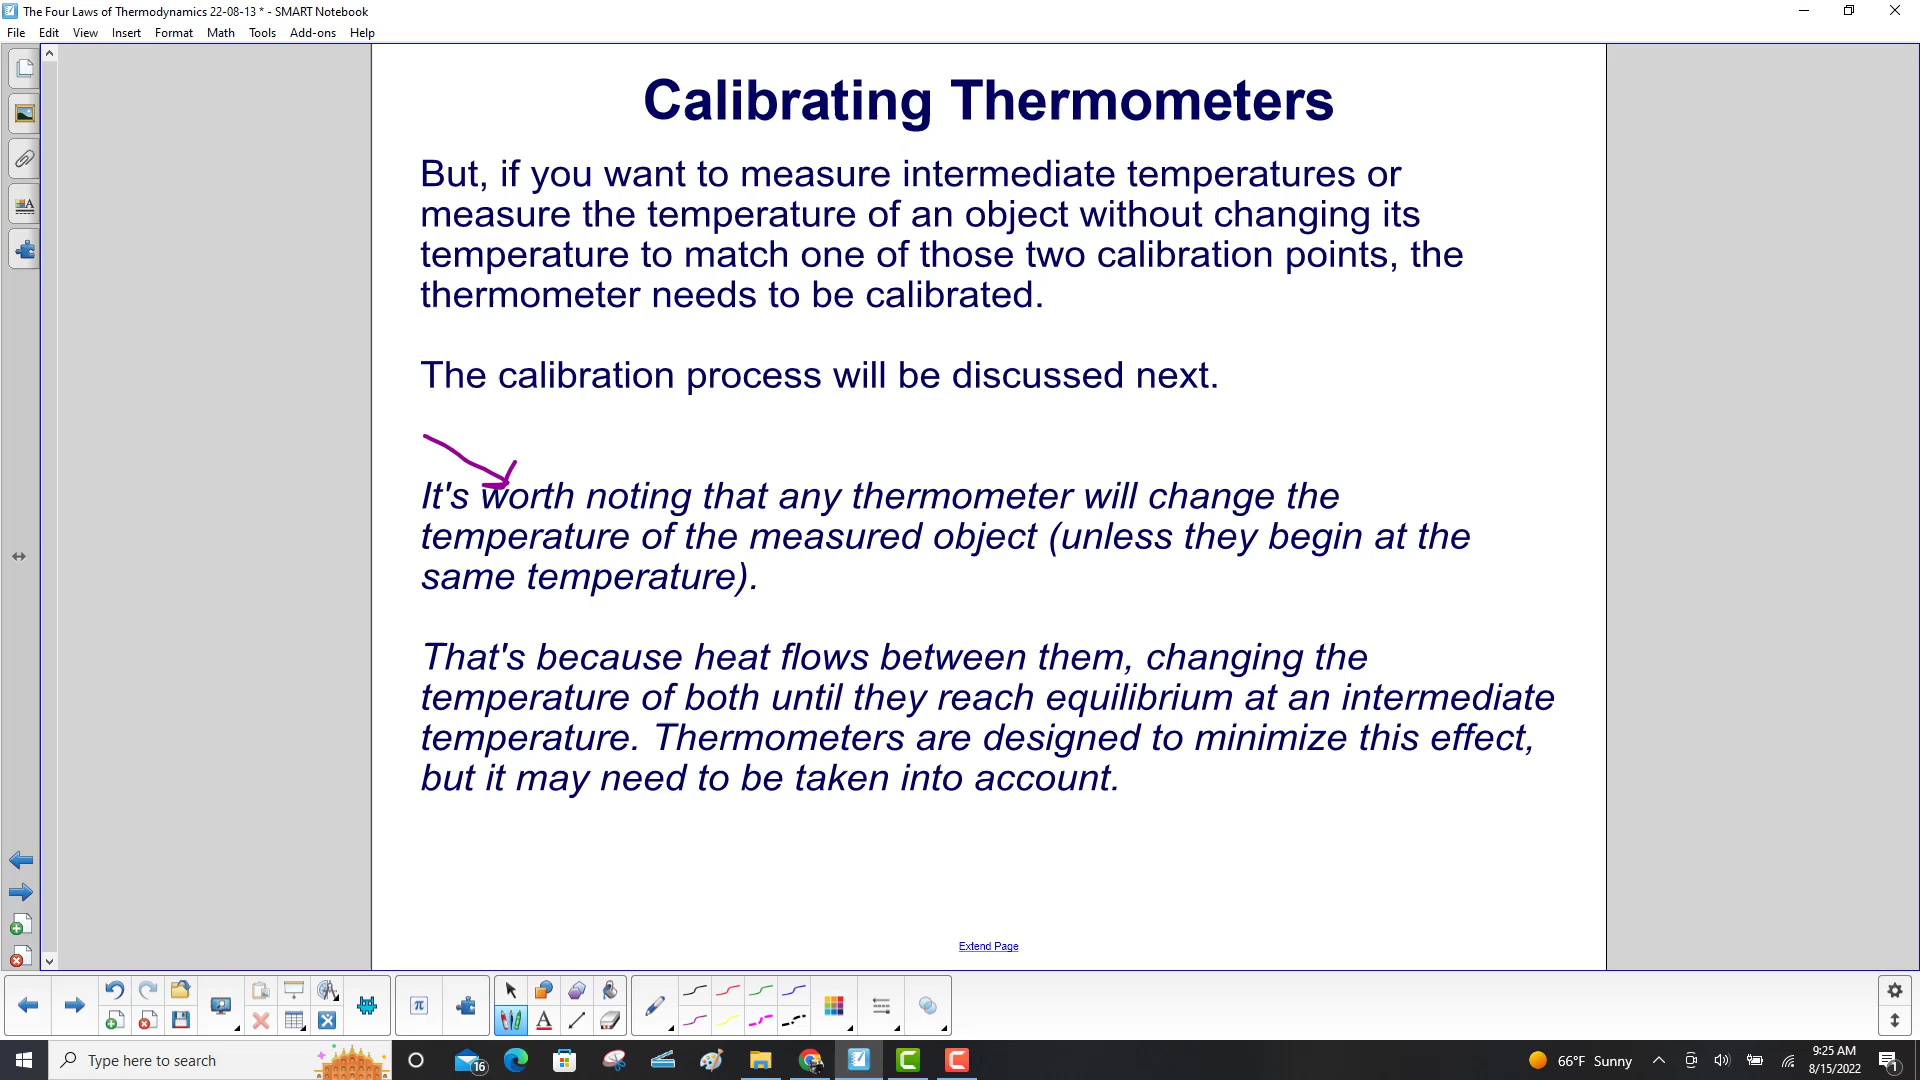 The Four Laws of Thermodynamics 22-08-13 * - SMART Notebook
File Edit View Insert Format Math Tools Add-ons Help
Calibrating Thermometers
But, if you want to measure intermediate temperatures or
measure the temperature of an object without changing its
temperature to match one of those two calibration points, the
thermometer needs to be calibrated.
The calibration process will be discussed next.
It's worth noting that any thermometer will change the
temperature of the measured object (unless they begin at the
same temperature).
That's because heat flows between them, changing the
temperature of both until they reach equilibrium at an intermediate
temperature. Thermometers are designed to minimize this effect,
but it may need to be taken into account.
Extend Page
π
A
Type here to search
16
66°F Sunny
9:25 AM
8/15/2022
1